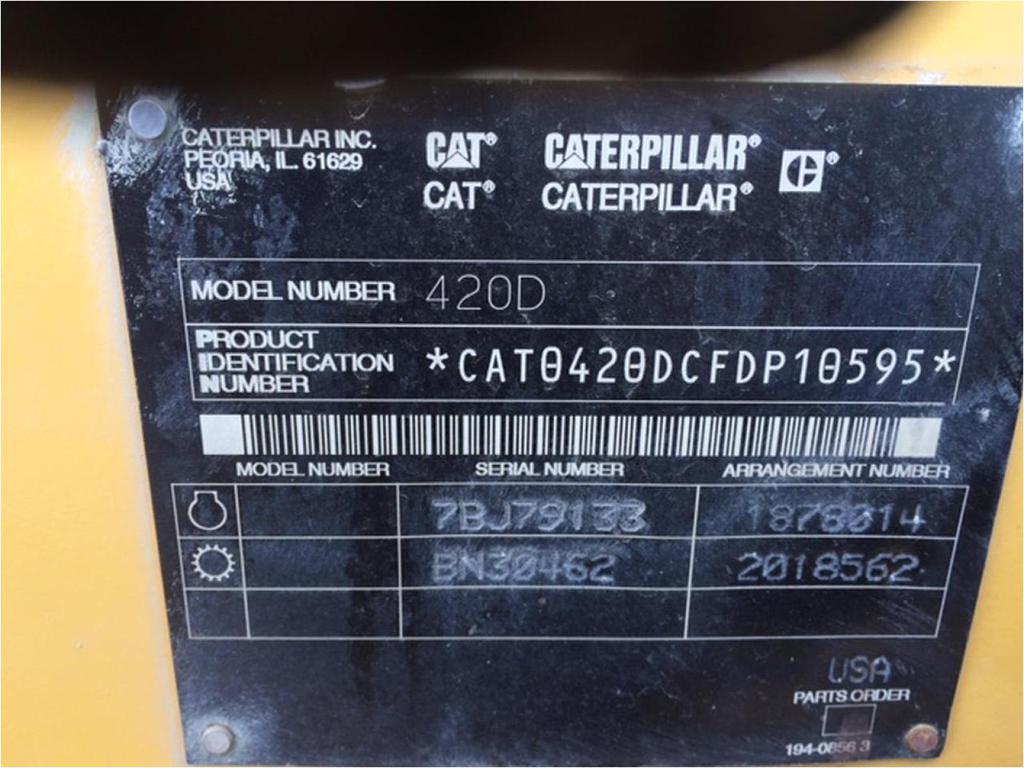 CATERPILLAR INC.
PEORIA, IL. 61629
USA
CAT® CATERPILLAR®
CAT® CATERPILLAR®
MODEL NUMBER 420D
PRODUCT
IDENTIFICATION
NUMBER
*CAT0420DCFDP10595*
MODEL NUMBER SERIAL NUMBER ARRANGEMENT NUMBER
7BJ79133 1878014
BN30462 2018562
USA
PARTS ORDER
194-0856 3